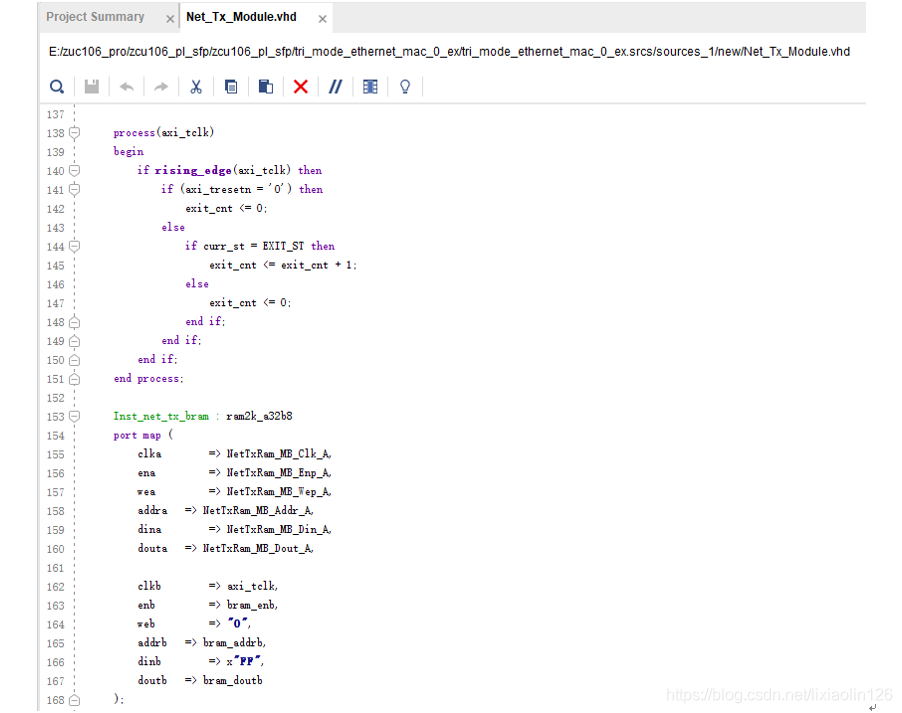 Project Summary × Net_Tx_Module.vhd ×
E:/zuc106_pro/zcu106_pl_sfp/zcu106_pl_sfp/tri_mode_ethernet_mac_0_ex/tri_mode_ethernet_mac_0_ex.srcs/sources_1/new/Net_Tx_Module.vhd
137
138 process(axi_tclk)
139 begin
140 if rising_edge(axi_tclk) then
141 if (axi_tresetn = '0') then
142 exit_cnt <= 0;
143 else
144 if curr_st = EXIT_ST then
145 exit_cnt <= exit_cnt + 1;
146 else
147 exit_cnt <= 0;
148 end if;
149 end if;
150 end if;
151 end process;
152
153 Inst_net_tx_bram : ram2k_a32b8
154 port map (
155 clka => NetTxRam_MB_Clk_A,
156 ena => NetTxRam_MB_Enp_A,
157 wea => NetTxRam_MB_Wep_A,
158 addra => NetTxRam_MB_Addr_A,
159 dina => NetTxRam_MB_Din_A,
160 douta => NetTxRam_MB_Dout_A,
161
162 clkb => axi_tclk,
163 enb => bram_enb,
164 web => "0",
165 addrb => bram_addrb,
166 dinb => x"FF",
167 doutb => bram_doutb
168 );
https://blog.csdn.net/lixiaolin126